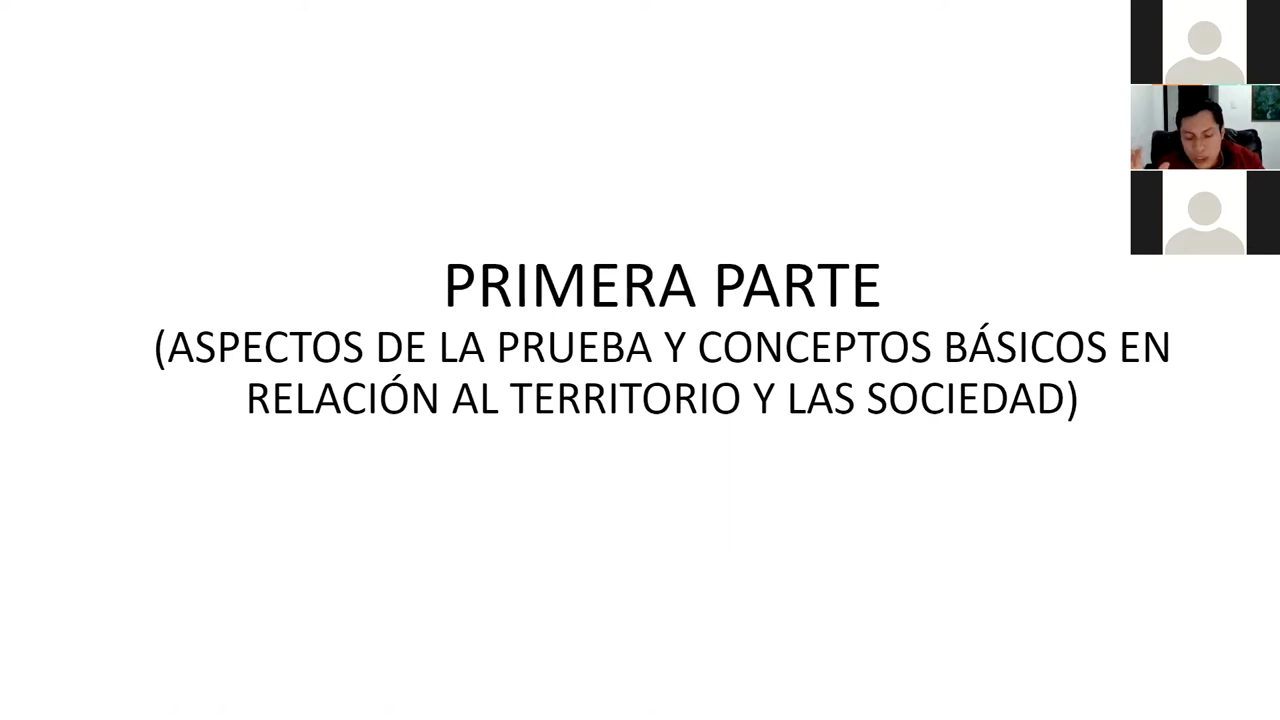 PRIMERA PARTE
(ASPECTOS DE LA PRUEBA Y CONCEPTOS BÁSICOS EN
RELACIÓN AL TERRITORIO Y LAS SOCIEDAD)